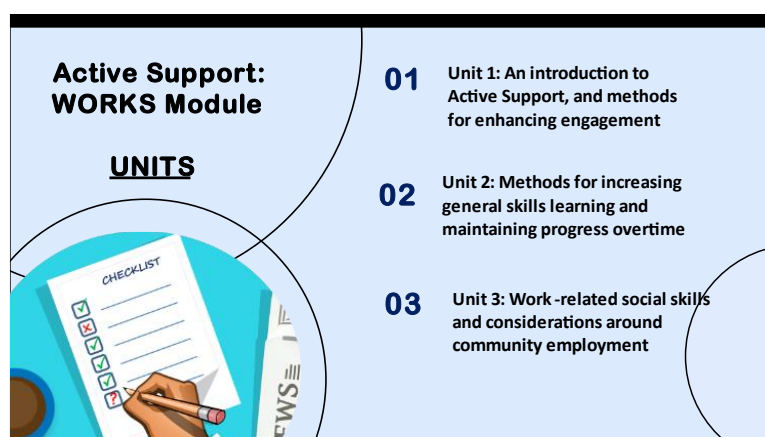 Active Support:
WORKS Module
UNITS
CHECKLIST
?
EWS
01
Unit 1: An introduction to
Active Support, and methods
for enhancing engagement
02
Unit 2: Methods for increasing
general skills learning and
maintaining progress overtime
03
Unit 3: Work-related social skills
and considerations around
community employment